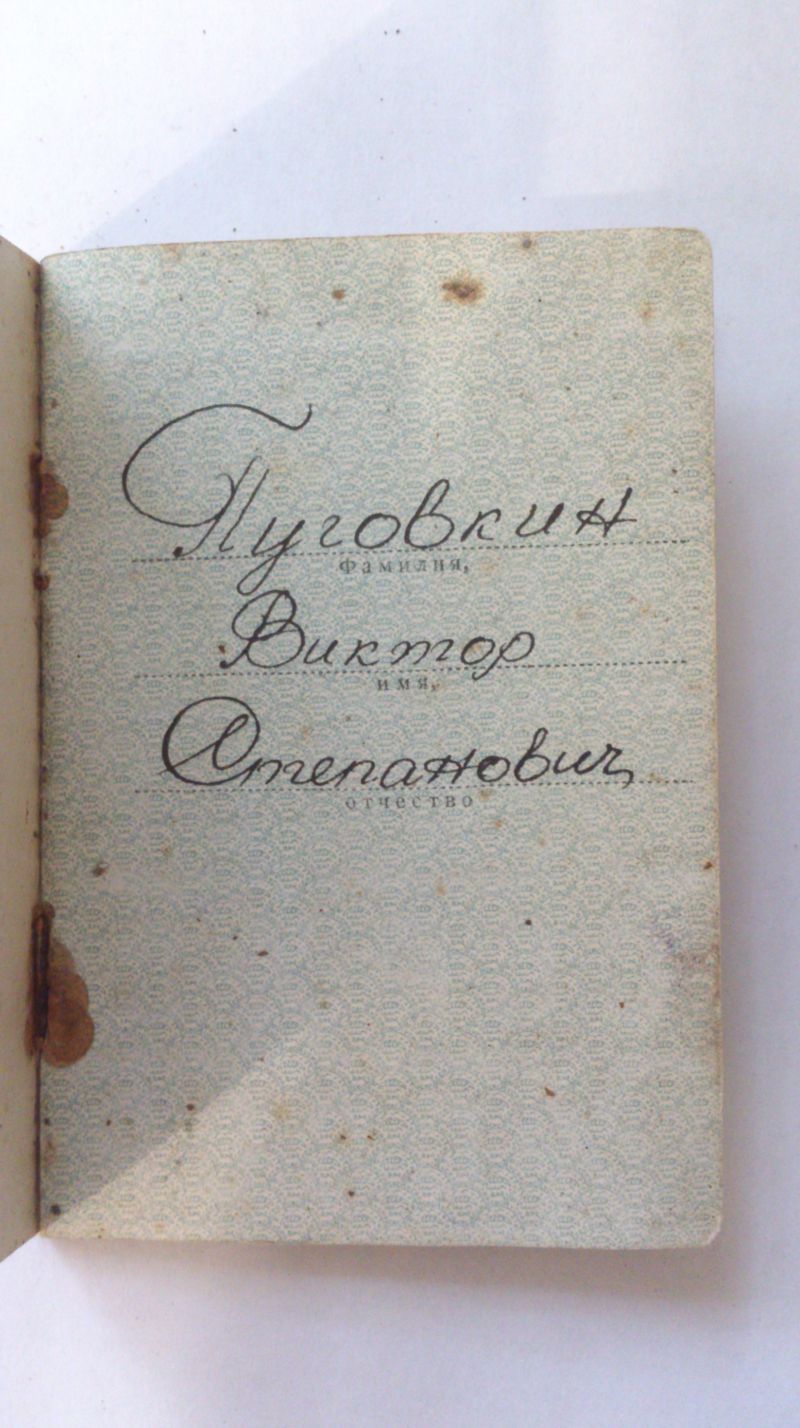 Пуговкин
фамилия,
Виктор
имя,
Степанович
отчество